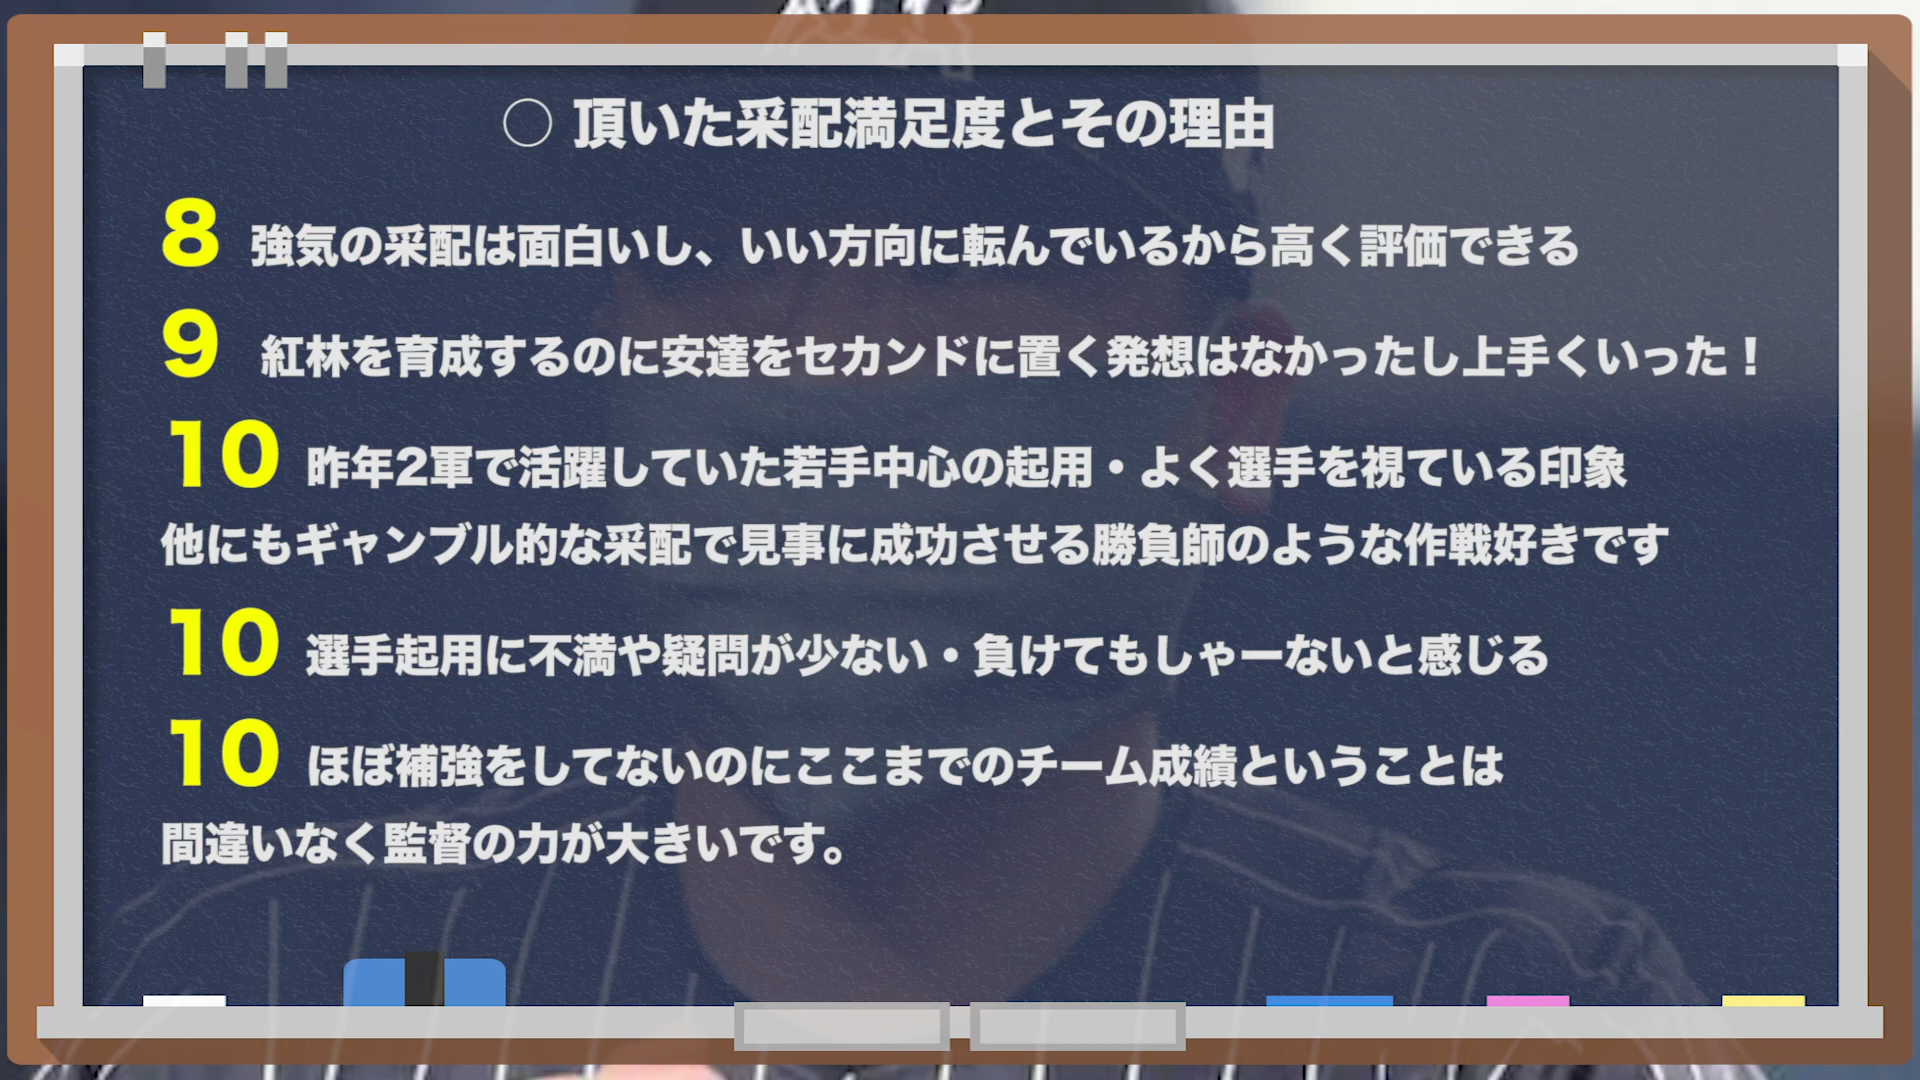 ○ 頂いた采配満足度とその理由
8 強気の采配は面白いし、いい方向に転んでいるから高く評価できる
9 紅林を育成するのに安達をセカンドに置く発想はなかったし上手くいった！
10 昨年2軍で活躍していた若手中心の起用・よく選手を視ている印象
他にもギャンブル的な采配で見事に成功させる勝負師のような作戦好きです
10 選手起用に不満や疑問が少ない・負けてもしゃーないと感じる
10 ほぼ補強をしてないのにここまでのチーム成績ということは
間違いなく監督の力が大きいです。